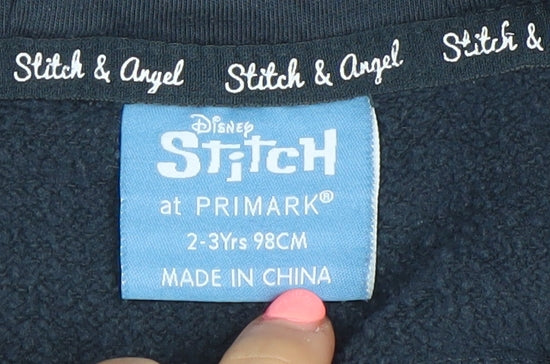 Stitch & Angel Stitch & Angel Stitch &
Disney
Stitch
at PRIMARK®
2-3Yrs 98CM
MADE IN CHINA